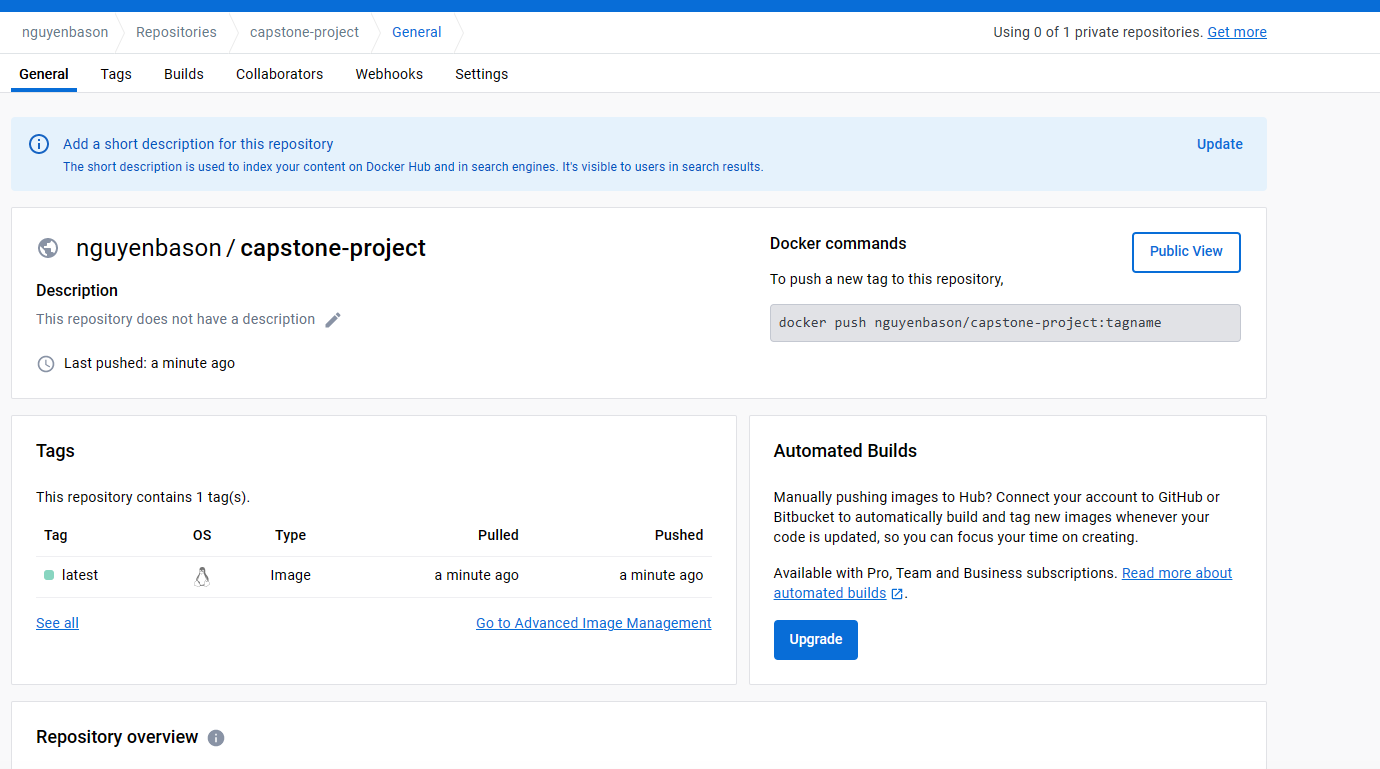 nguyenbason Repositories capstone-project General Using 0 of 1 private repositories. Get more
General Tags Builds Collaborators Webhooks Settings
Add a short description for this repository Update
The short description is used to index your content on Docker Hub and in search engines. It's visible to users in search results.
nguyenbason / capstone-project
Description
This repository does not have a description
Last pushed: a minute ago
Docker commands
Public View
To push a new tag to this repository,
docker push nguyenbason/capstone-project:tagname
Tags
This repository contains 1 tag(s).
Tag OS Type Pulled Pushed
latest Image a minute ago a minute ago
See all Go to Advanced Image Management
Automated Builds
Manually pushing images to Hub? Connect your account to GitHub or
Bitbucket to automatically build and tag new images whenever your
code is updated, so you can focus your time on creating.
Available with Pro, Team and Business subscriptions. Read more about
automated builds.
Upgrade
Repository overview